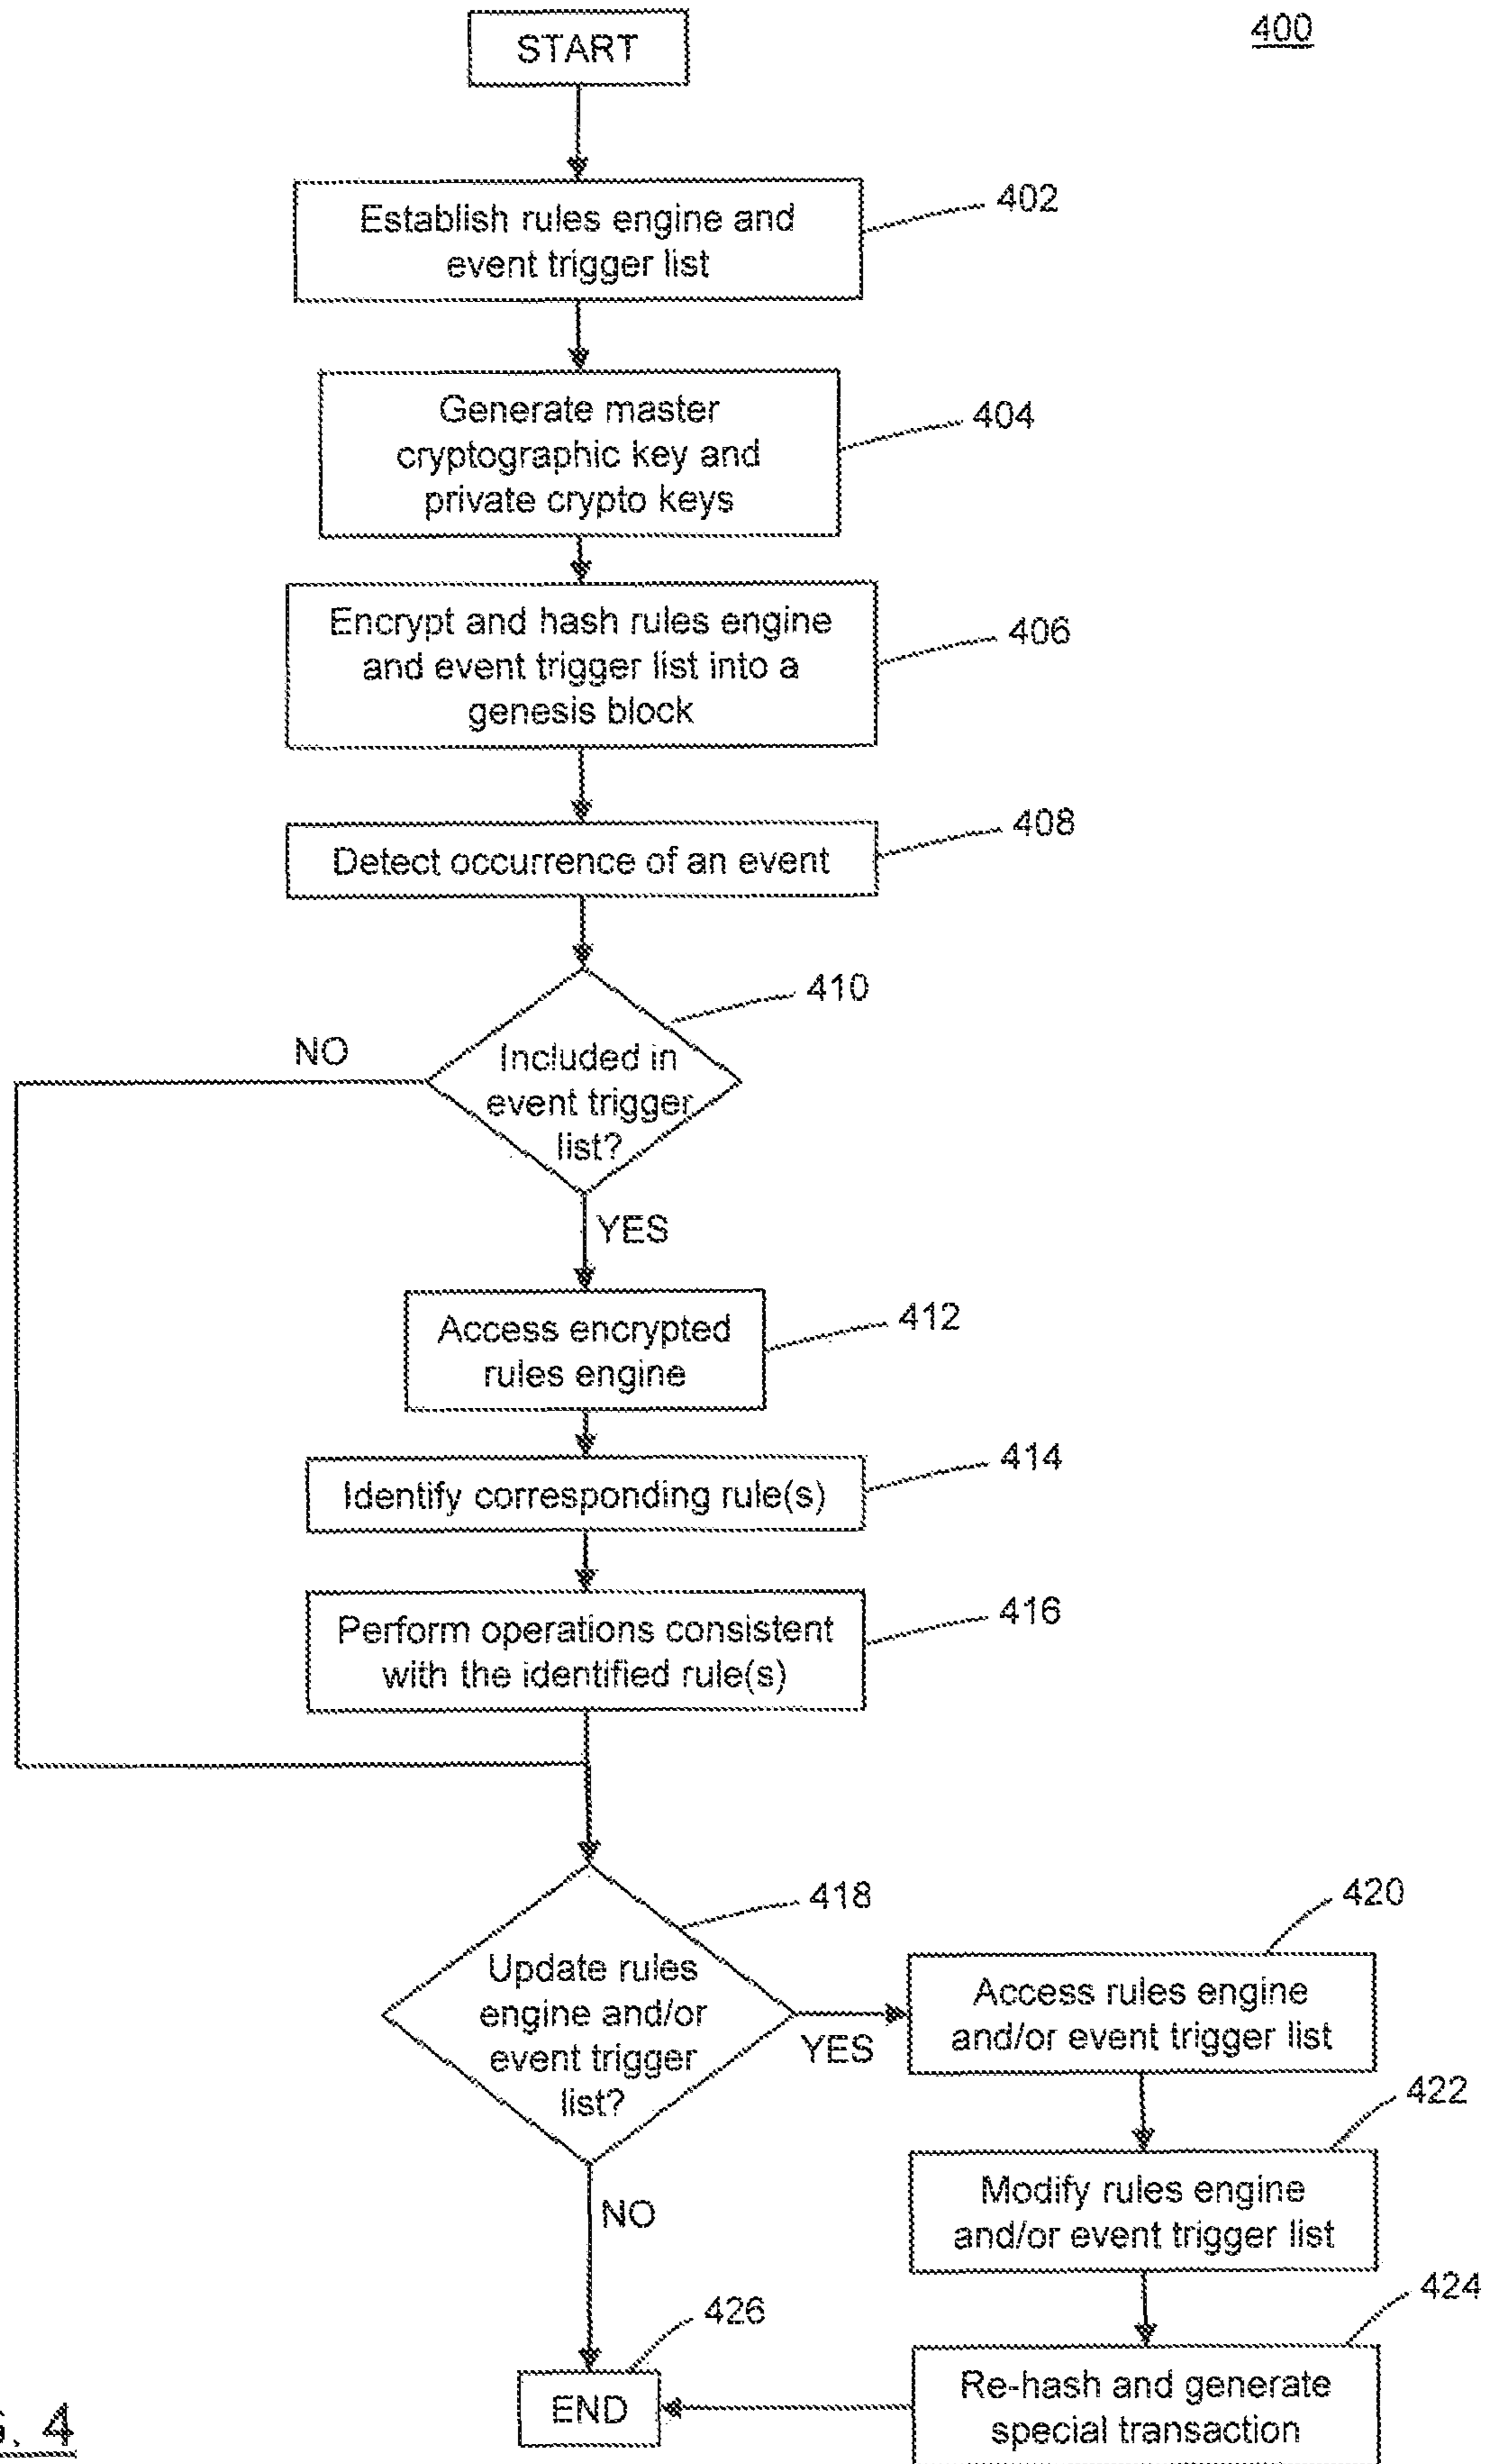 400
START
402
Establish rules engine and
event trigger list
404
Generate master
cryptographic key and
private crypto keys
406
Encrypt and hash rules engine
and event trigger list into a
genesis block
408
Detect occurrence of an event
410
NO
Included in
event trigger
list?
YES
412
Access encrypted
rules engine
414
Identify corresponding rule(s)
416
Perform operations consistent
with the identified rule(s)
418
Update rules
engine and/or
event trigger
list?
YES
420
Access rules engine
and/or event trigger list
422
Modify rules engine
and/or event trigger list
NO
424
Re-hash and generate
special transaction
426
END
. 4